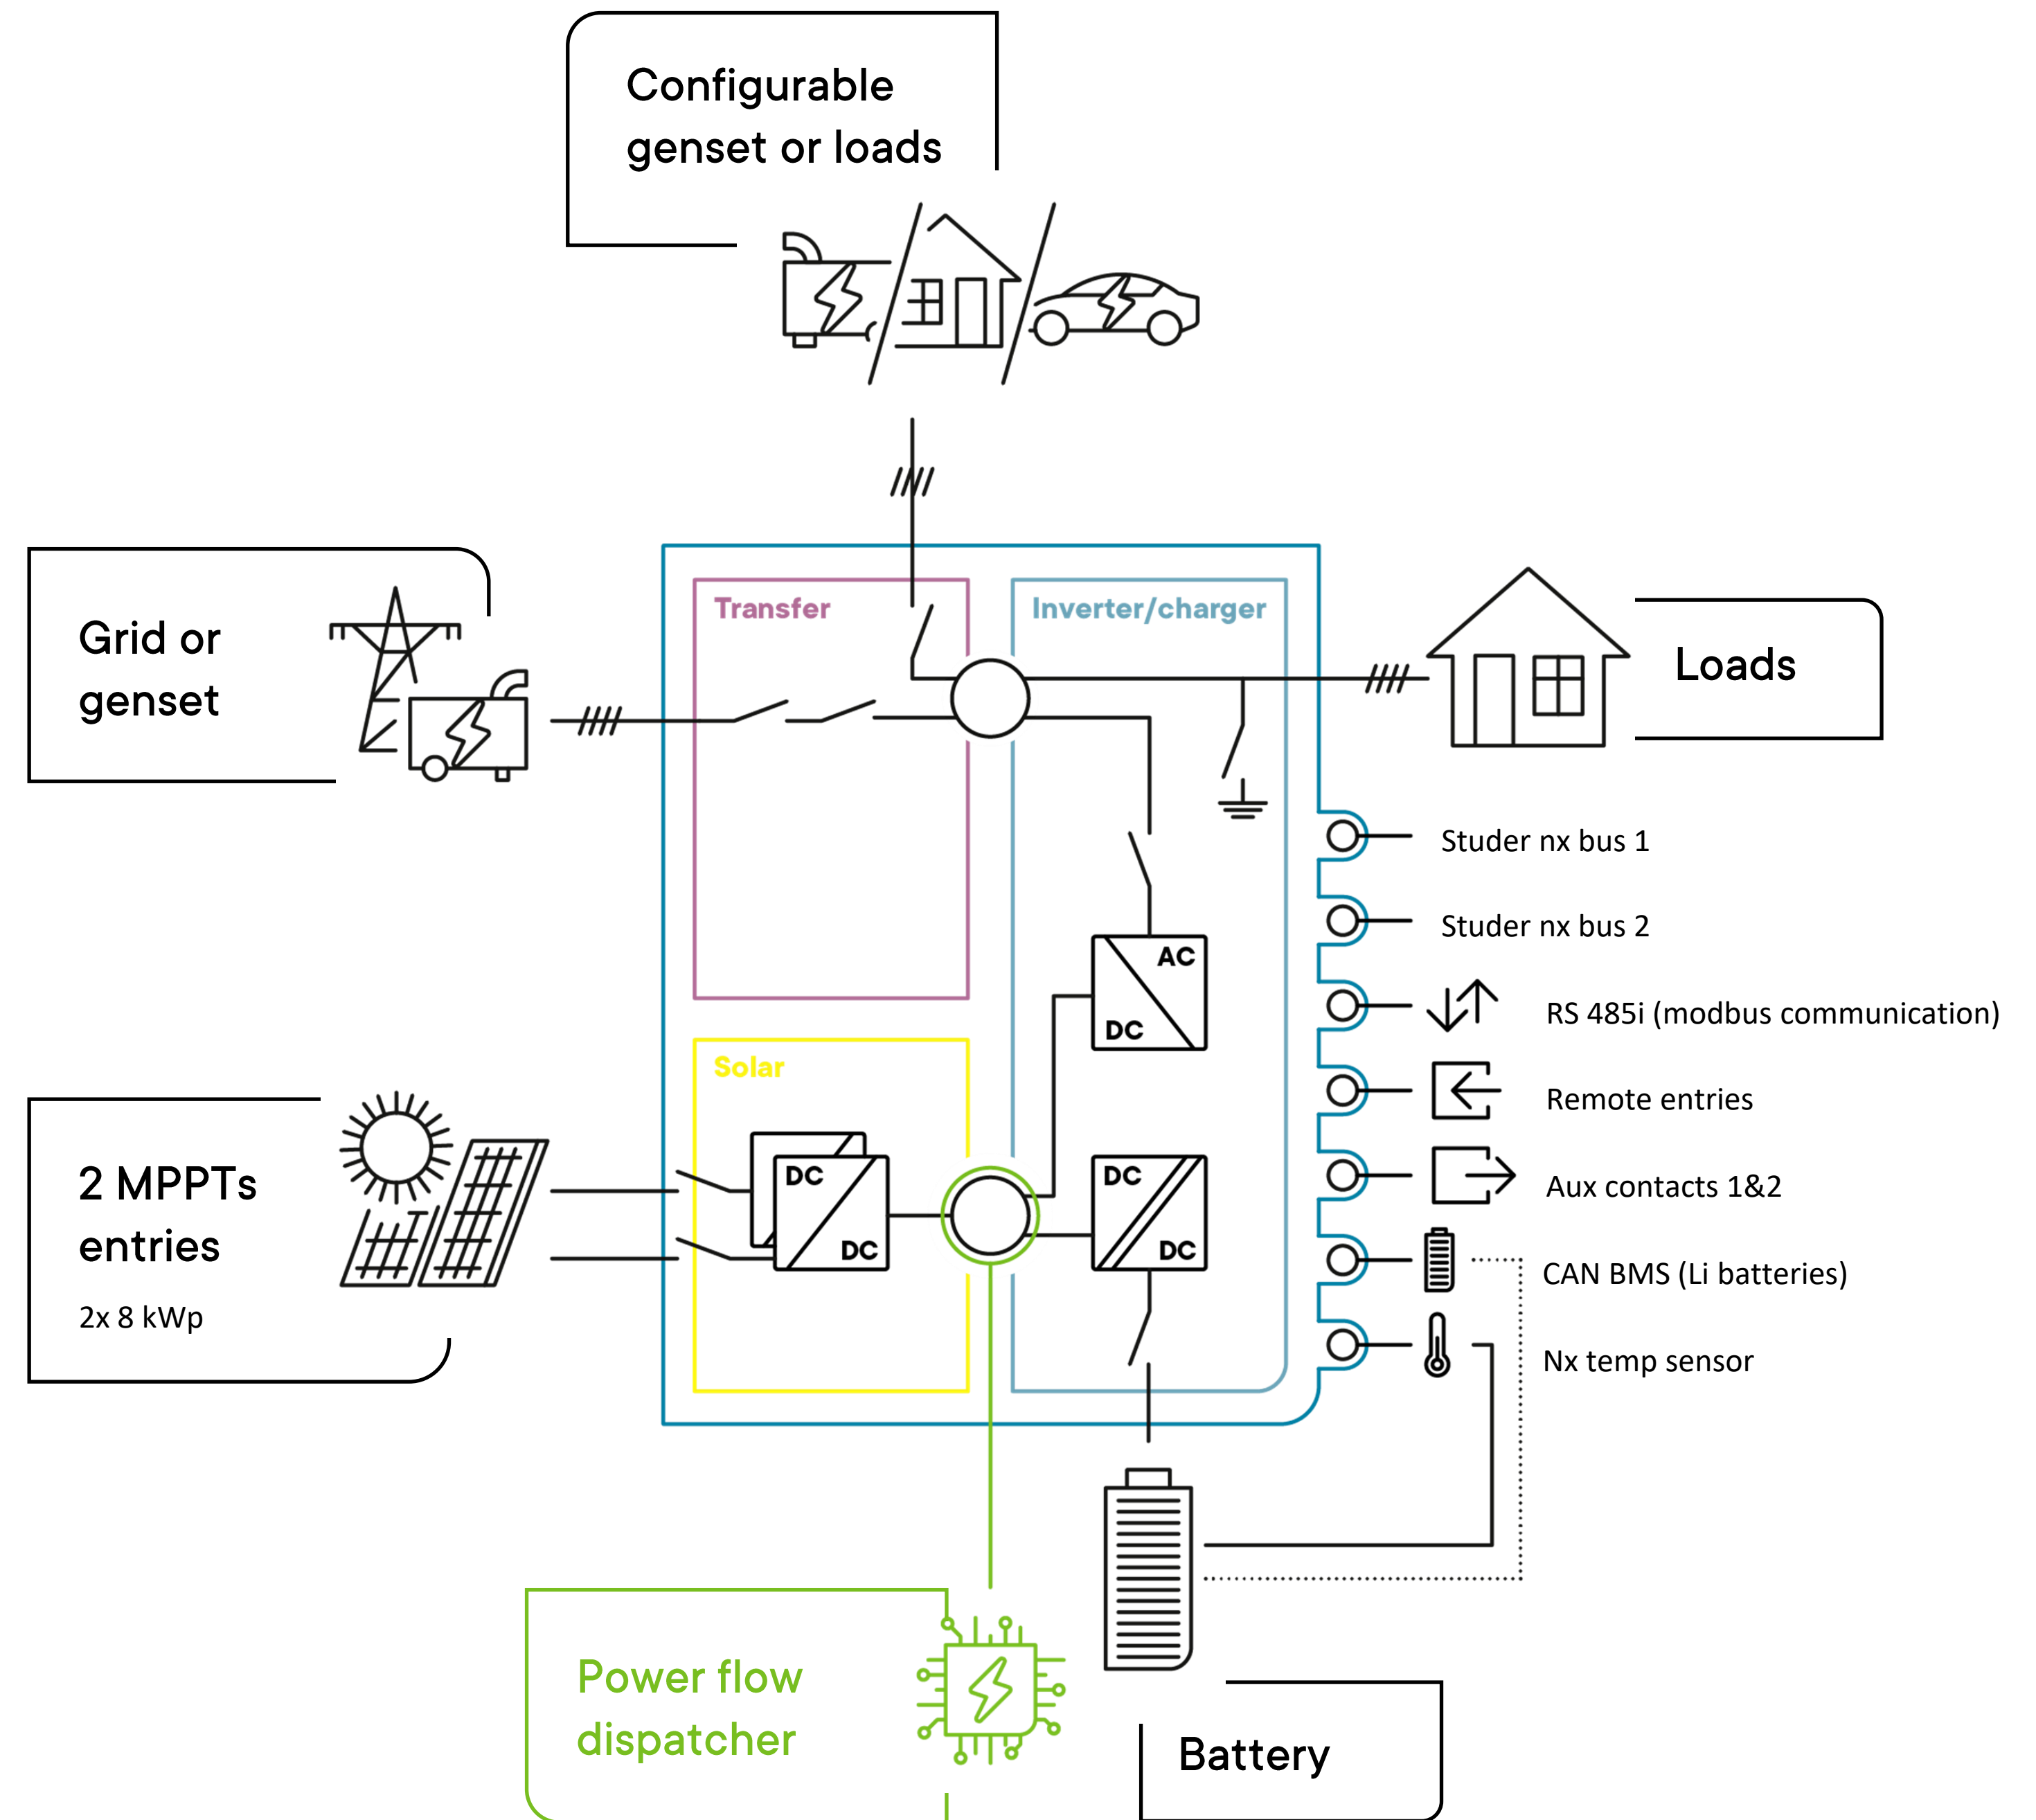 Configurable
genset or loads
Grid or
genset
Transfer
Inverter/charger
Loads
Studer nx bus 1
Studer nx bus 2
AC
DC
RS 485i (modbus communication)
Solar
Remote entries
2 MPPTs
entries
2x 8 kWp
DC
DC
DC
DC
Aux contacts 1&2
CAN BMS (Li batteries)
Nx temp sensor
Power flow
dispatcher
Battery